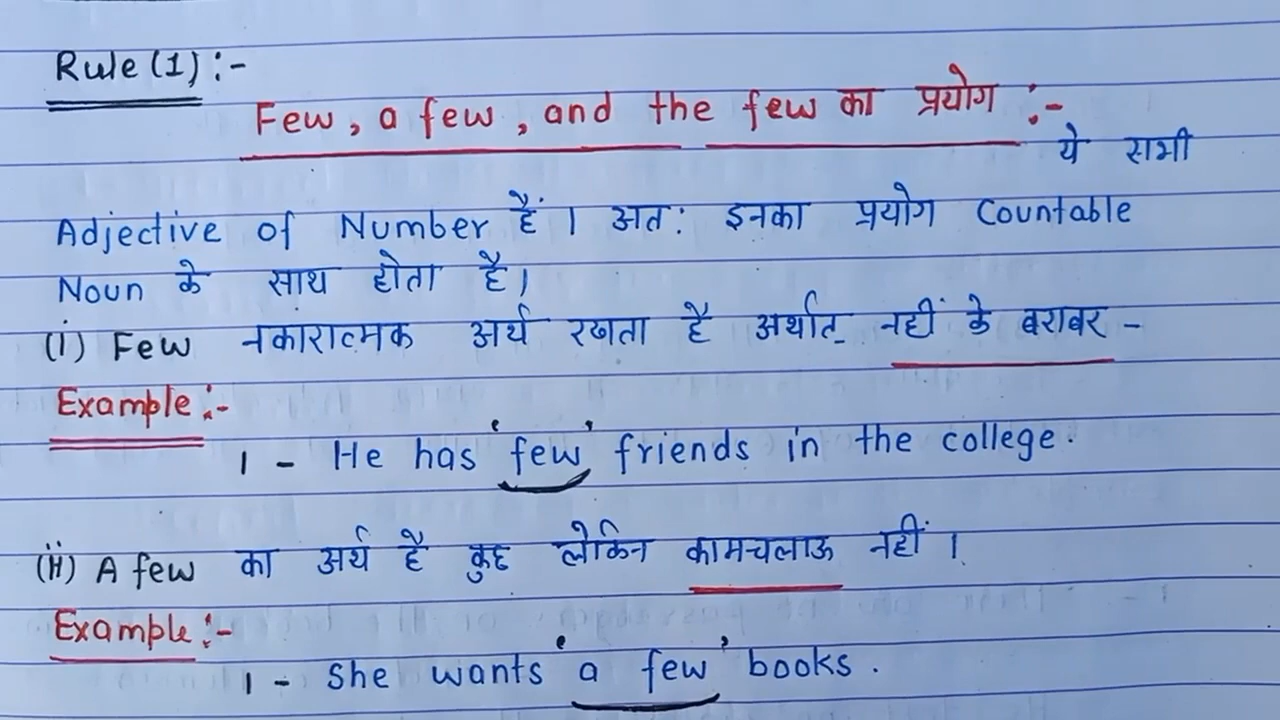 Rule (1) :-
Few, a few, and the few का प्रयोग :-
ये सभी
Adjective of Number हैं । अतः इनका प्रयोग Countable
Noun के साथ होता है।
(i) Few नकारात्मक अर्थ रखता है अर्थात् नहीं के बराबर -
Example :-
1 - He has 'few' friends in the college.
(ii) A few का अर्थ है कुछ लेकिन कामचलाऊ नहीं ।
Example :-
1 - She wants 'a few' books.